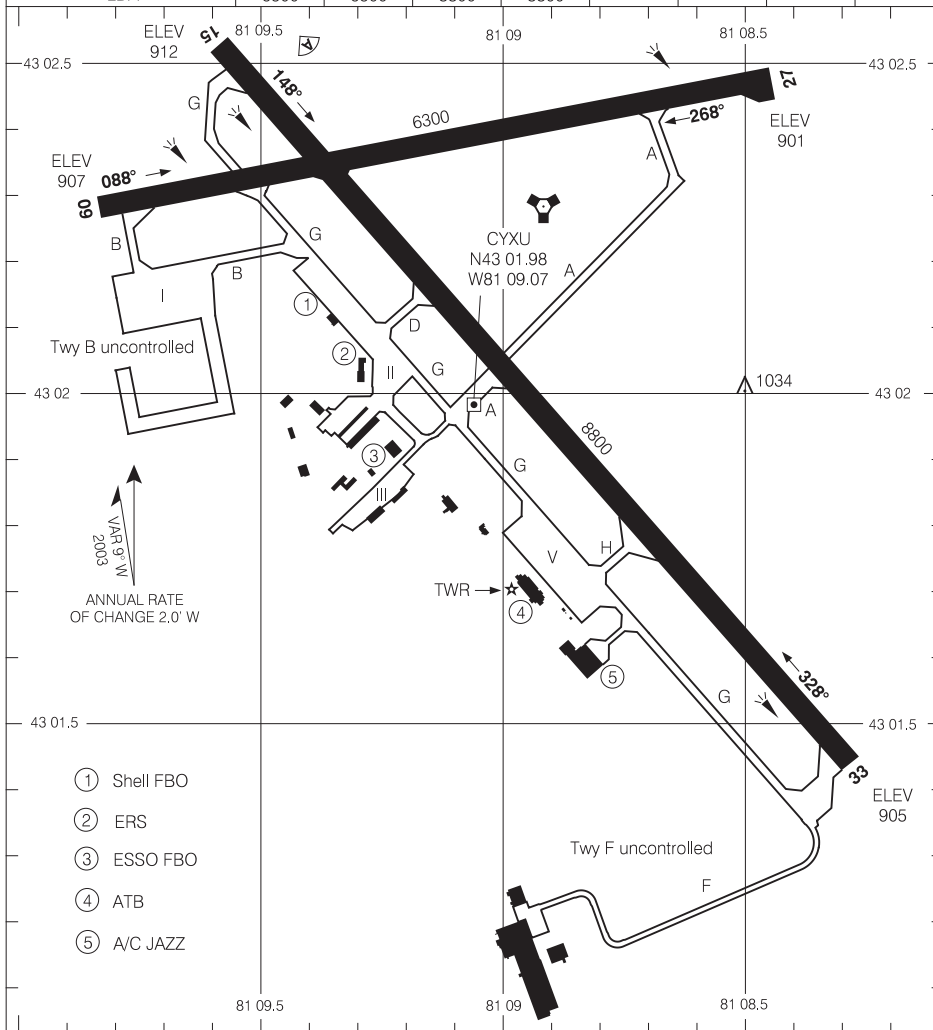 81 09.5
81 09
81 08.5
ELEV
912
15
A
148°
43 02.5
43 02.5
27
G
6300
268°
ELEV
901
ELEV
907
088°
09
A
B
G
B
I
CYXU
N43 01.98
W81 09.07
A
1
D
Twy B uncontrolled
2
II
G
1034
43 02
43 02
A
8800
3
G
III
VAR 9° W
2003
H
V
TWR
4
ANNUAL RATE
OF CHANGE 2.0' W
5
328°
G
43 01.5
43 01.5
33
ELEV
905
1 Shell FBO
2 ERS
3 ESSO FBO
4 ATB
5 A/C JAZZ
Twy F uncontrolled
F
81 09.5
81 09
81 08.5